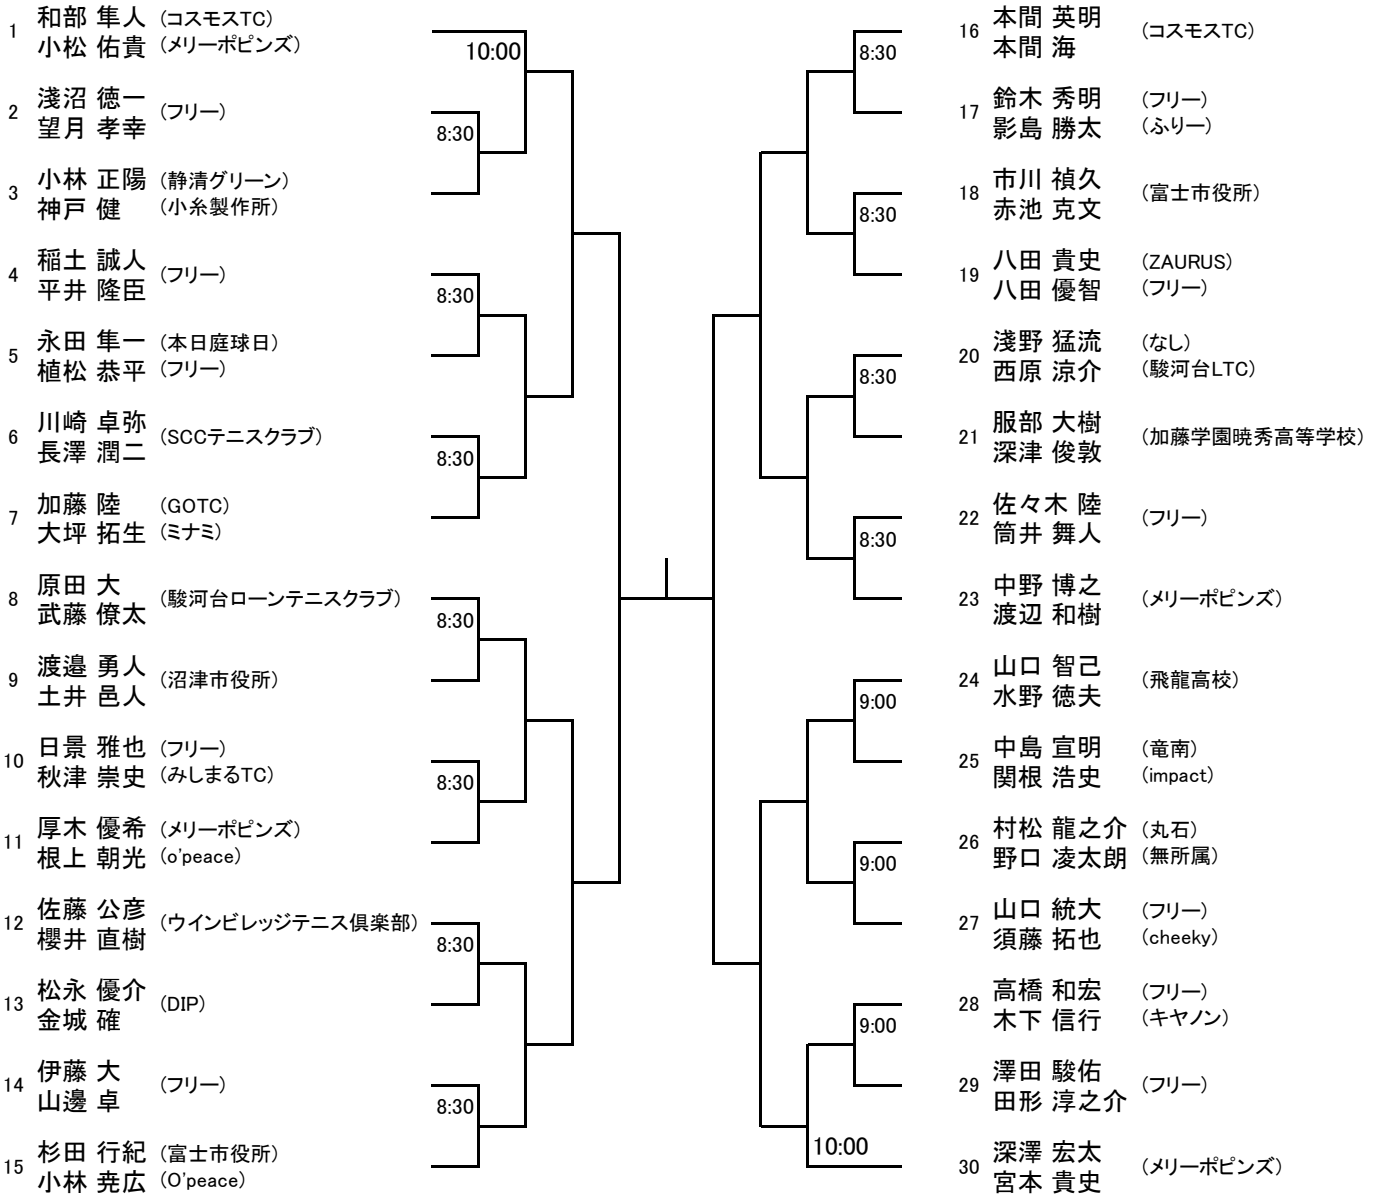 1 和部 隼人 (コスモスTC)
小松 佑貴 (メリーポピンズ)
10:00
2 淺沼 徳一 (フリー)
望月 孝幸
8:30
3 小林 正陽 (静清グリーン)
神戸 健 (小糸製作所)
4 稲土 誠人 (フリー)
平井 隆臣
8:30
5 永田 隼一 (本日庭球日)
植松 恭平 (フリー)
6 川崎 卓弥 (SCCテニスクラブ)
長澤 潤二
8:30
7 加藤 陸 (GOTC)
大坪 拓生 (ミナミ)
8 原田 大 (駿河台ローンテニスクラブ)
武藤 僚太
8:30
9 渡邉 勇人 (沼津市役所)
土井 邑人
10 日景 雅也 (フリー)
秋津 崇史 (みしまるTC)
8:30
11 厚木 優希 (メリーポピンズ)
根上 朝光 (o'peace)
12 佐藤 公彦 (ウインビレッジテニス倶楽部)
櫻井 直樹
8:30
13 松永 優介 (DIP)
金城 確
14 伊藤 大 (フリー)
山邊 卓
8:30
15 杉田 行紀 (富士市役所)
小林 尭広 (O'peace)
16 本間 英明 (コスモスTC)
本間 海
8:30
17 鈴木 秀明 (フリー)
影島 勝太 (ふりー)
18 市川 禎久 (富士市役所)
赤池 克文
8:30
19 八田 貴史 (ZAURUS)
八田 優智 (フリー)
20 淺野 猛流 (なし)
西原 涼介 (駿河台LTC)
8:30
21 服部 大樹 (加藤学園暁秀高等学校)
深津 俊敦
22 佐々木 陸 (フリー)
筒井 舞人
8:30
23 中野 博之 (メリーポピンズ)
渡辺 和樹
24 山口 智己 (飛龍高校)
水野 徳夫
9:00
25 中島 宣明 (竜南)
関根 浩史 (impact)
26 村松 龍之介 (丸石)
野口 凌太朗 (無所属)
9:00
27 山口 統大 (フリー)
須藤 拓也 (cheeky)
28 高橋 和宏 (フリー)
木下 信行 (キヤノン)
9:00
29 澤田 駿佑 (フリー)
田形 淳之介
10:00
30 深澤 宏太 (メリーポピンズ)
宮本 貴史